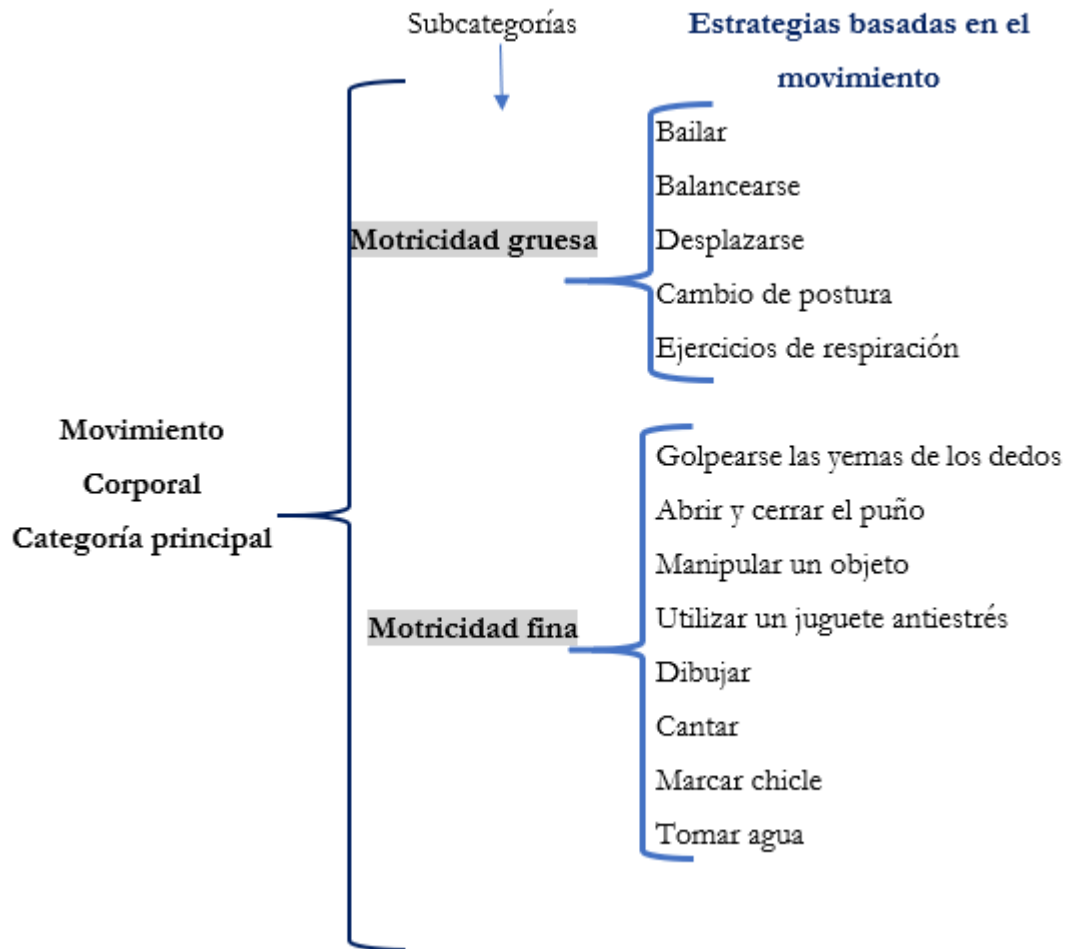 Subcategorías
Estrategias basadas en el
movimiento
Movimiento
Corporal
Categoría principal
Motricidad gruesa
Bailar
Balancearse
Desplazarse
Cambio de postura
Ejercicios de respiración
Motricidad fina
Golpearse las yemas de los dedos
Abrir y cerrar el puño
Manipular un objeto
Utilizar un juguete antiestrés
Dibujar
Cantar
Marcar chicle
Tomar agua